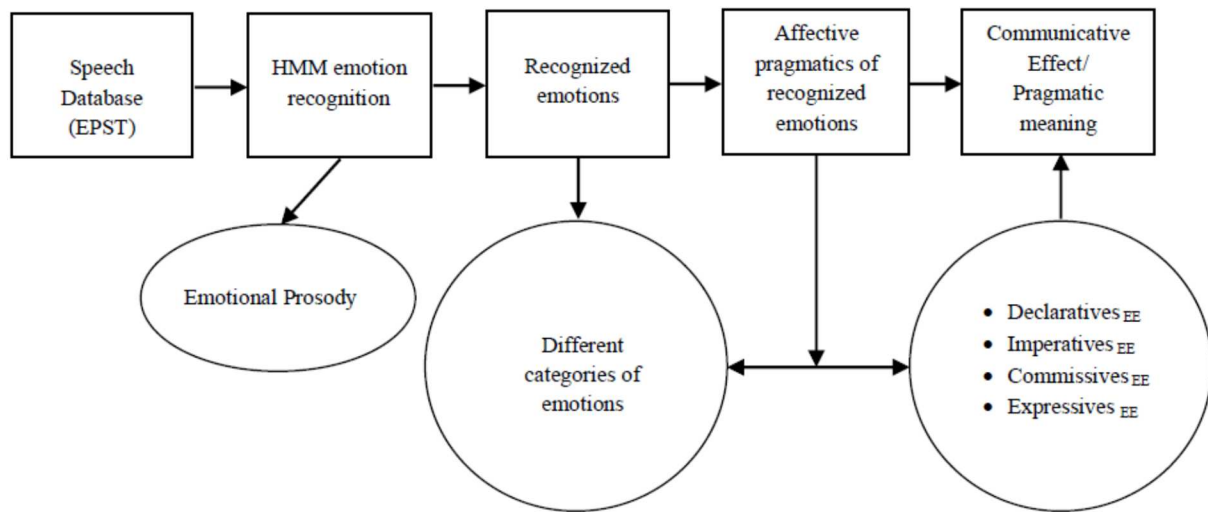 Speech
Database
(EPST)
HMM emotion
recognition
Recognized
emotions
Affective
pragmatics of
recognized
emotions
Communicative
Effect/
Pragmatic
meaning
Emotional Prosody
Different
categories of
emotions
• Declaratives EE
• Imperatives EE
• Commissives EE
• Expressives EE